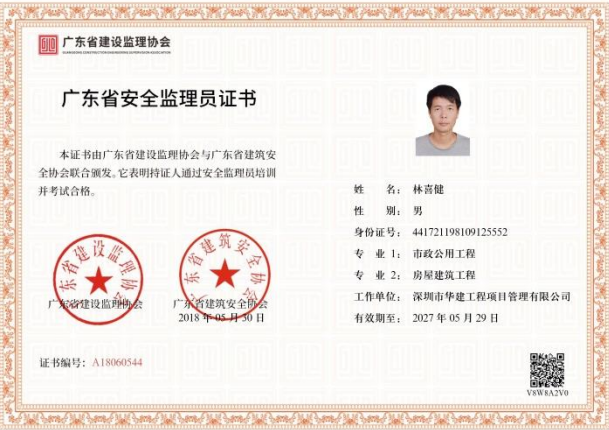 广东省建设监理协会
广东省安全监理员证书
本证书由广东省建设监理协会与广东省建筑安
全协会联合颁发。它表明持证人通过安全监理员培训
并考试合格。
广东省建设监理协会
广东省建筑安全协会
广东省建设监理协会
广东省建筑安全协会
2018 年 05 月 30 日
证书编号：A18060544
姓 名：林喜健
性 别：男
身份证号：441721198109125552
专 业 1：市政公用工程
专 业 2：房屋建筑工程
工作单位：深圳市华建工程项目管理有限公司
有效期至：2027 年 05 月 29 日
V8W8A2V0